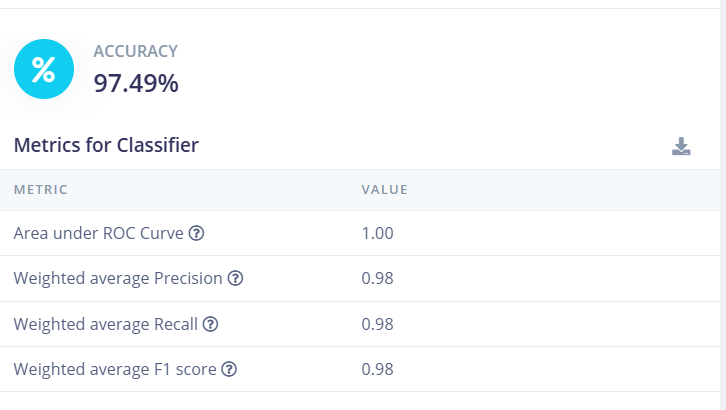 %
ACCURACY
97.49%
Metrics for Classifier
METRIC VALUE
Area under ROC Curve ? 1.00
Weighted average Precision ? 0.98
Weighted average Recall ? 0.98
Weighted average F1 score ? 0.98